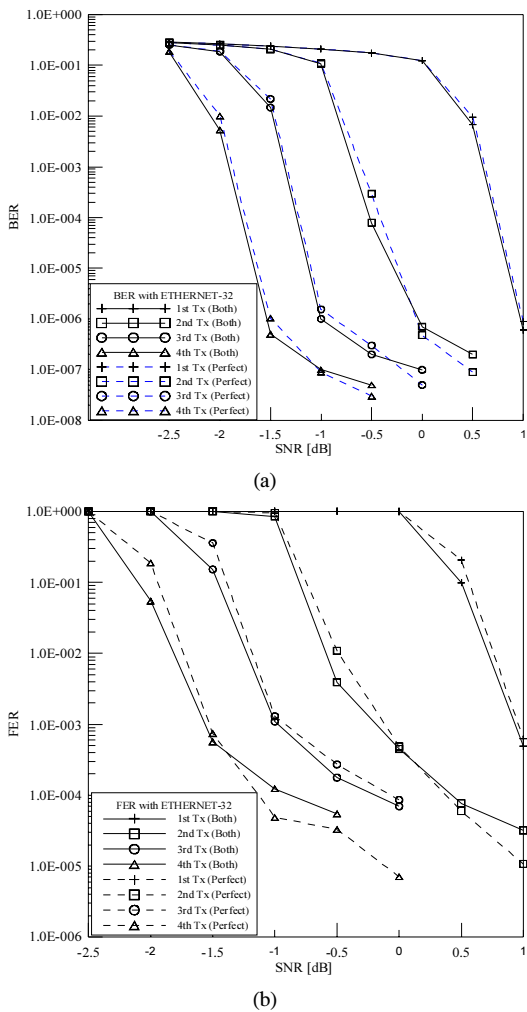 1.0E+000
1.0E-001
1.0E-002
1.0E-003
1.0E-004
1.0E-005
1.0E-006
1.0E-007
1.0E-008
BER
BER with ETHERNET-32
1st Tx (Both)
2nd Tx (Both)
3rd Tx (Both)
4th Tx (Both)
1st Tx (Perfect)
2nd Tx (Perfect)
3rd Tx (Perfect)
4th Tx (Perfect)
-2.5 -2 -1.5 -1 -0.5 0 0.5 1
SNR [dB]
(a)
1.0E+000
1.0E-001
1.0E-002
1.0E-003
1.0E-004
1.0E-005
1.0E-006
FER
FER with ETHERNET-32
1st Tx (Both)
2nd Tx (Both)
3rd Tx (Both)
4th Tx (Both)
1st Tx (Perfect)
2nd Tx (Perfect)
3rd Tx (Perfect)
4th Tx (Perfect)
-2.5 -2 -1.5 -1 -0.5 0 0.5 1
SNR [dB]
(b)